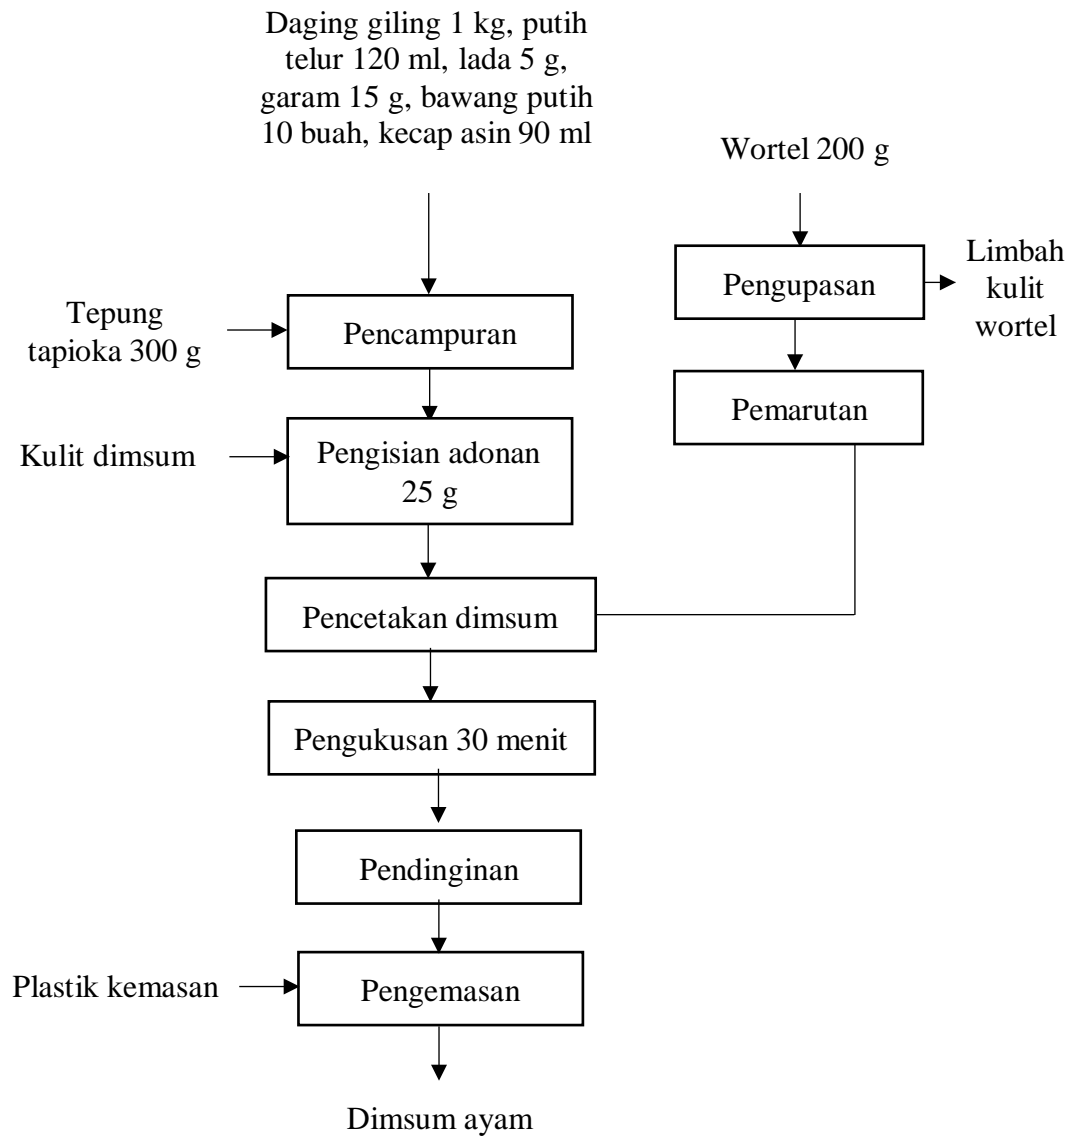 Daging giling 1 kg, putih
telur 120 ml, lada 5 g,
garam 15 g, bawang putih
10 buah, kecap asin 90 ml
Wortel 200 g
Pengupasan
Limbah
kulit
wortel
Tepung
tapioka 300 g
Pencampuran
Pemarutan
Kulit dimsum
Pengisian adonan
25 g
Pencetakan dimsum
Pengukusan 30 menit
Pendinginan
Plastik kemasan
Pengemasan
Dimsum ayam